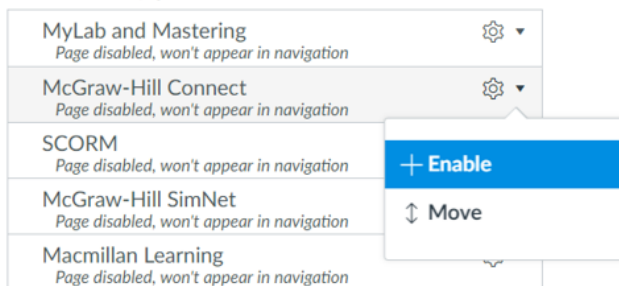 MyLab and Mastering
Page disabled, won't appear in navigation
McGraw-Hill Connect
Page disabled, won't appear in navigation
SCORM
Page disabled, won't appear in navigation
Enable
McGraw-Hill SimNet
Page disabled, won't appear in navigation
Move
Macmillan Learning
Page disabled, won't appear in navigation